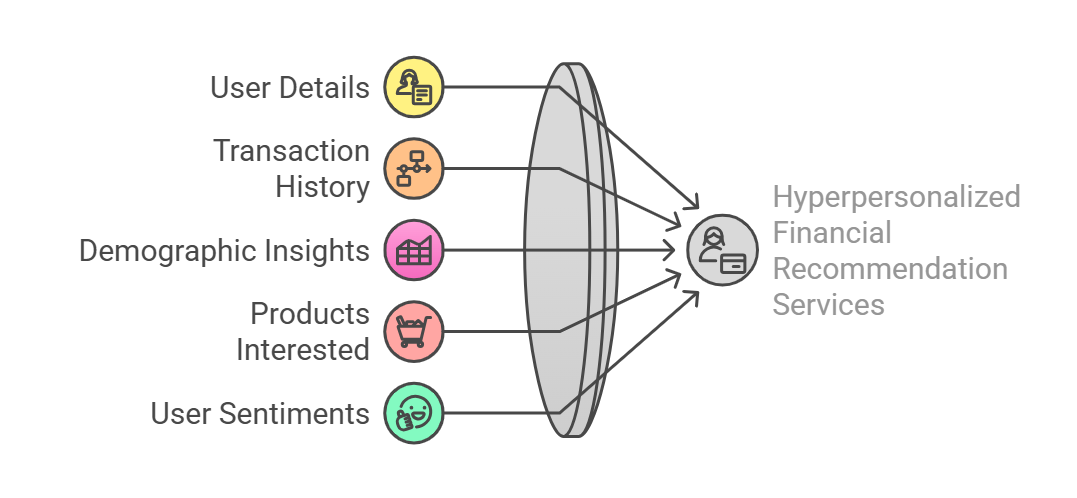 User Details
Transaction
History
Demographic Insights
Products
Interested
User Sentiments
Hyperpersonalized
Financial
Recommendation
Services